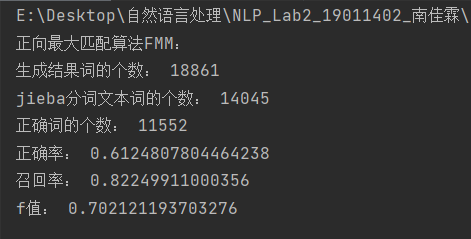 E:\Desktop\自然语言处理\NLP_Lab2_19011402_南佳霖\
正向最大匹配算法FMM:
生成结果词的个数： 18861
jieba分词文本词的个数： 14045
正确词的个数： 11552
正确率： 0.6124807804464238
召回率： 0.82249911000356
f值： 0.702121193703276